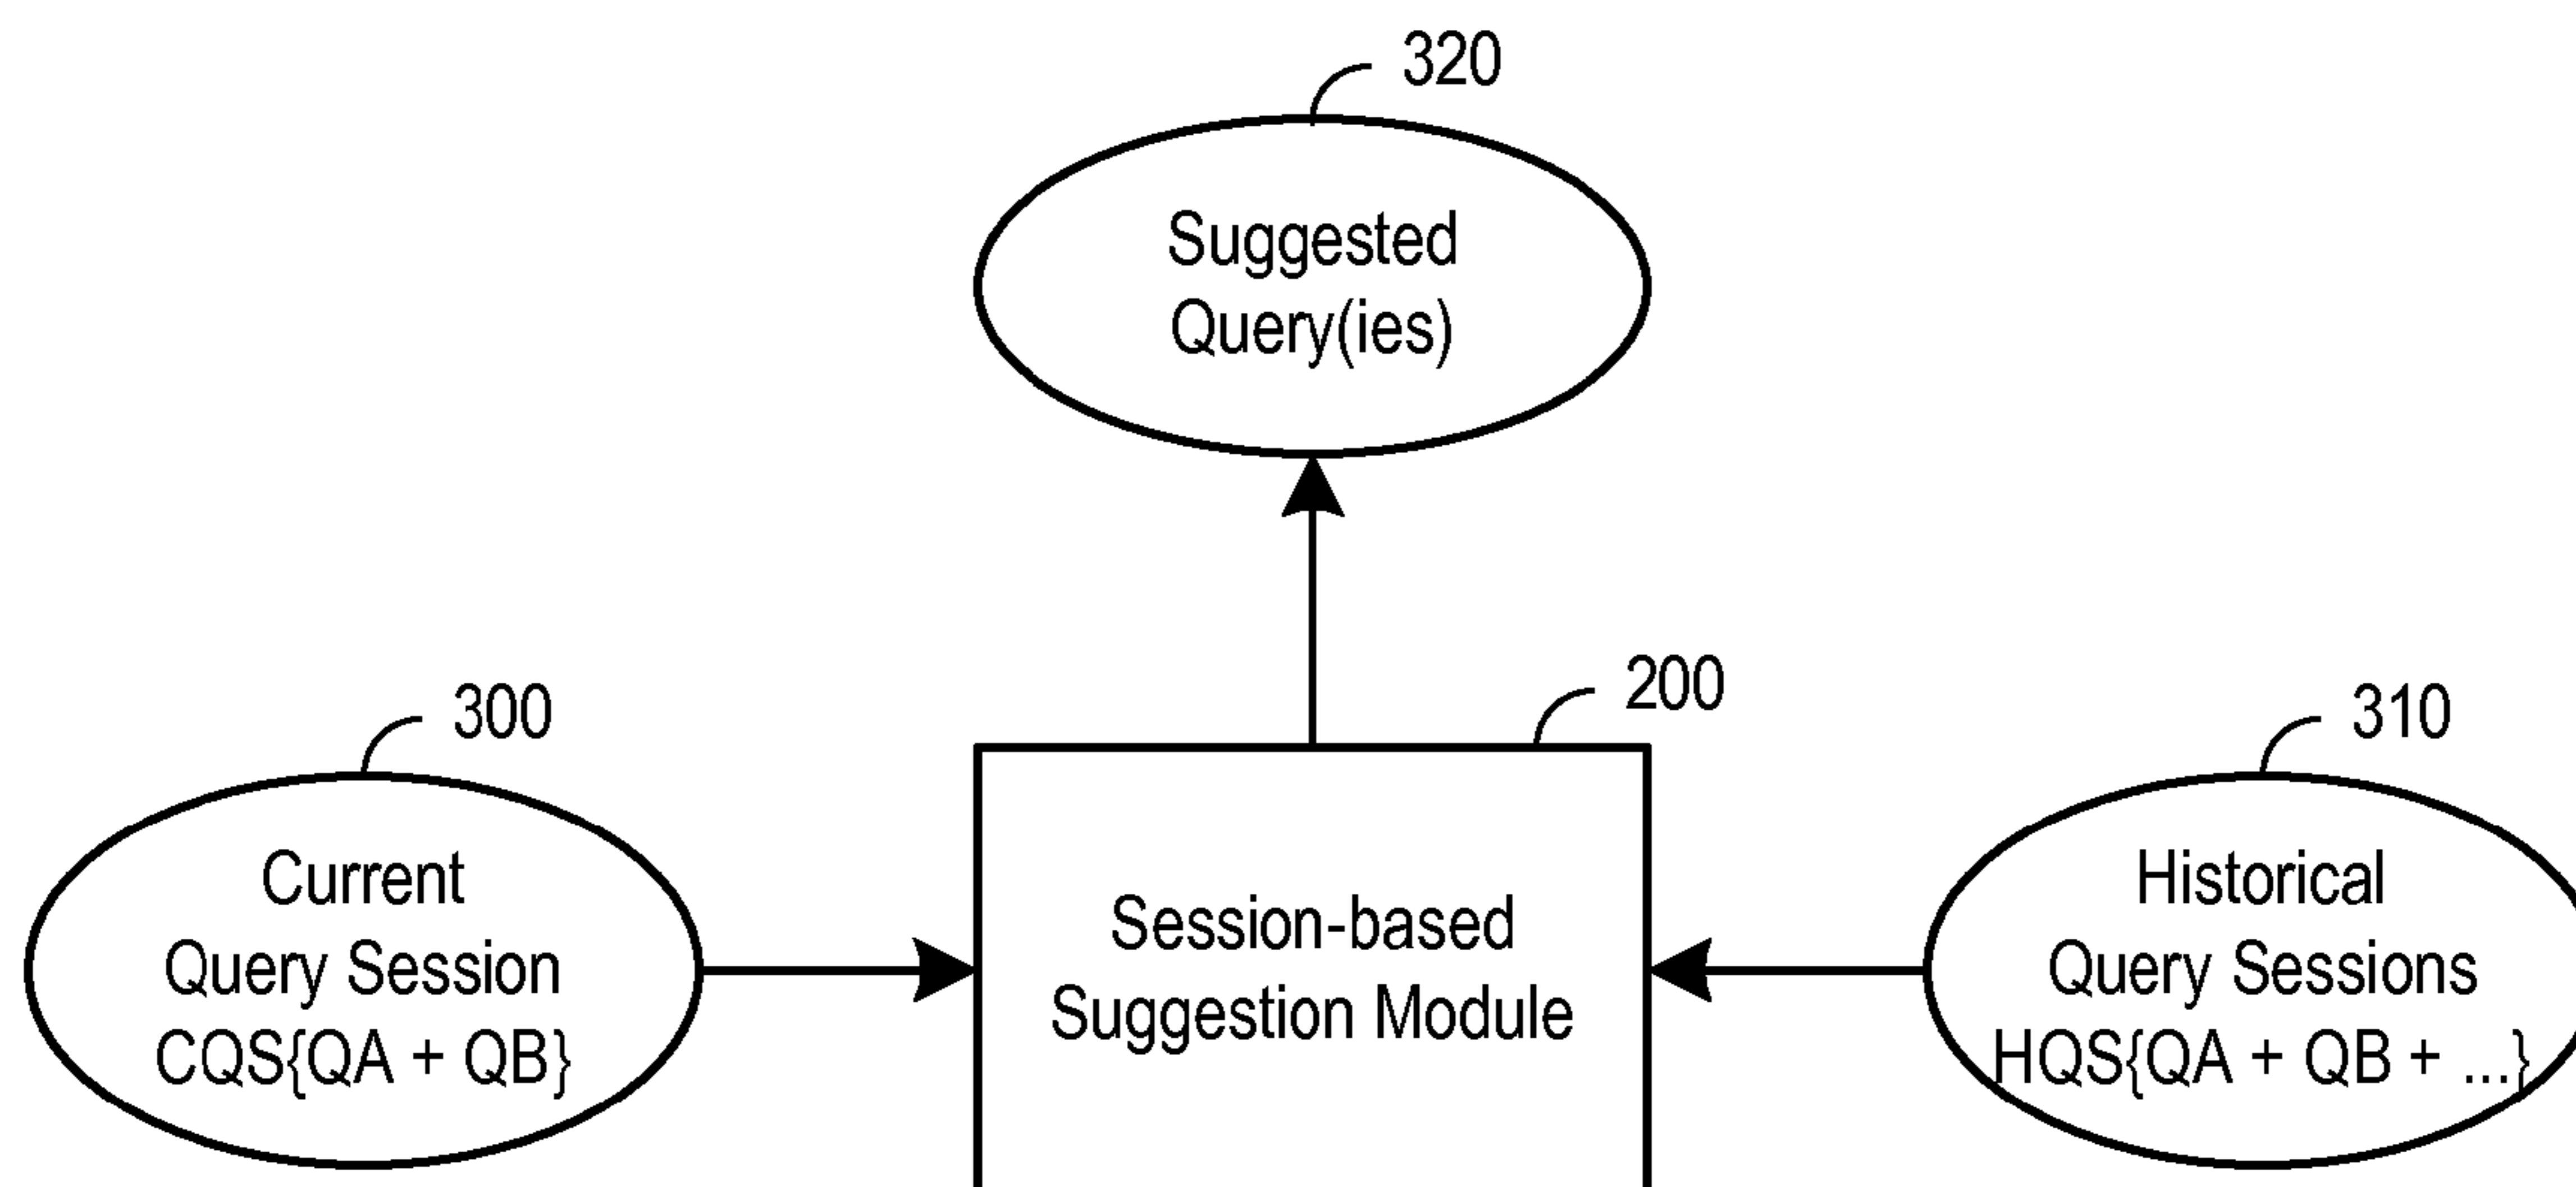 320
Suggested
Query(ies)
200
300
310
Current
Query Session
CQS{QA + QB}
Session-based
Suggestion Module
Historical
Query Sessions
HQS{QA + QB + ...}